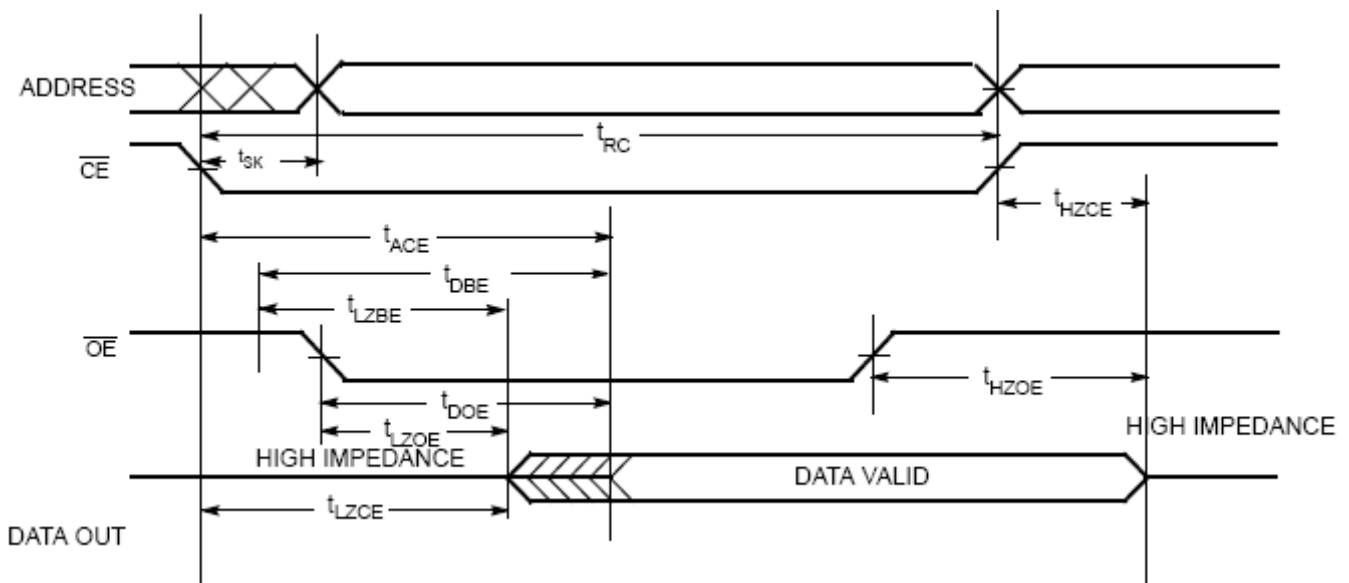 ADDRESS
tRC
CE
tSK
tHZCE
tACE
tDBE
tLZBE
OE
tHZOE
tDOE
tLZOE
HIGH IMPEDANCE
HIGH IMPEDANCE
DATA VALID
tLZCE
DATA OUT